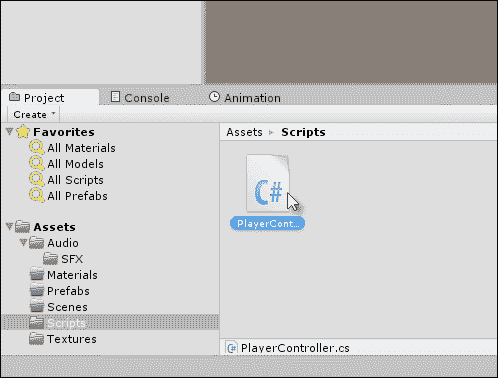 Project
Console
Animation
Create
Favorites
All Materials
All Models
All Scripts
All Prefabs
Assets
Audio
SFX
Materials
Prefabs
Scenes
Scripts
Textures
Assets Scripts
C#
PlayerCont...
C# PlayerController.cs